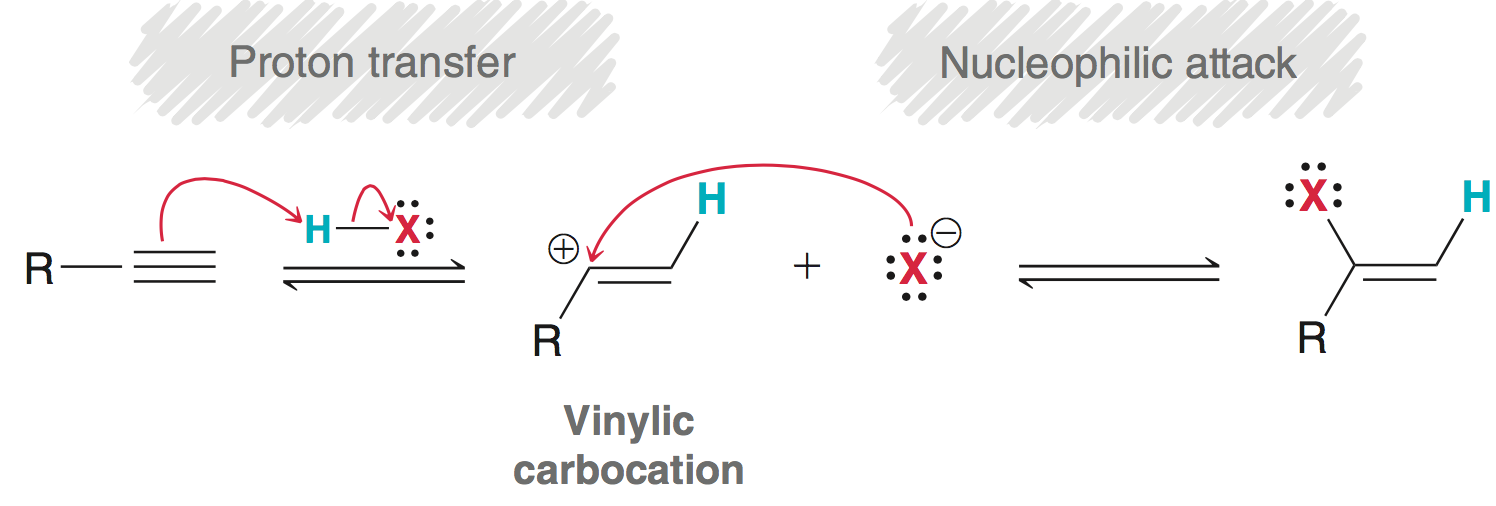 Proton transfer
Nucleophilic attack
R
H
X
⊕
R
H
+
X
⊖
X
H
R
Vinylic
carbocation